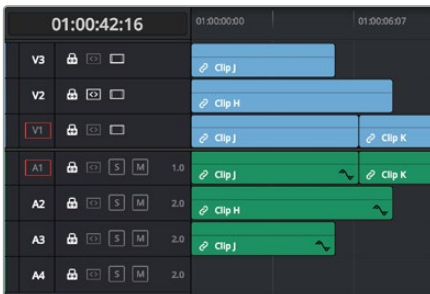 01:00:42:16 01:00:00:00 01:00:06:07
V3 Clip J
V2 Clip H
V1 Clip J Clip K
A1 S M 1.0 Clip J Clip K
A2 S M 2.0 Clip H
A3 S M 2.0 Clip J
A4 S M 2.0